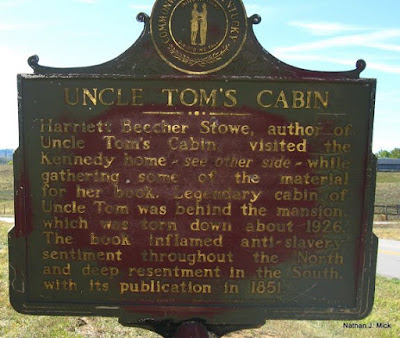 COMMONWEALTH KENTUCKY
UNCLE TOM'S CABIN
Harriett Beecher Stowe, author of
Uncle Tom's Cabin, visited the
Kennedy home - see other side - while
gathering some of the material
for her book. Legendary cabin of
Uncle Tom was behind the mansion,
which was torn down about 1926.
The book inflamed anti-slavery
sentiment throughout the North
and deep resentment in the South,
with its publication in 1851.
Nathan J. Mick